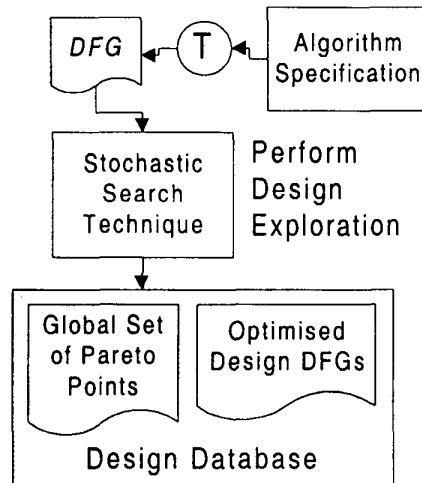 DFG
T
Algorithm
Specification
Stochastic
Search
Technique
Perform
Design
Exploration
Global Set
of Pareto
Points
Optimised
Design DFGs
Design Database